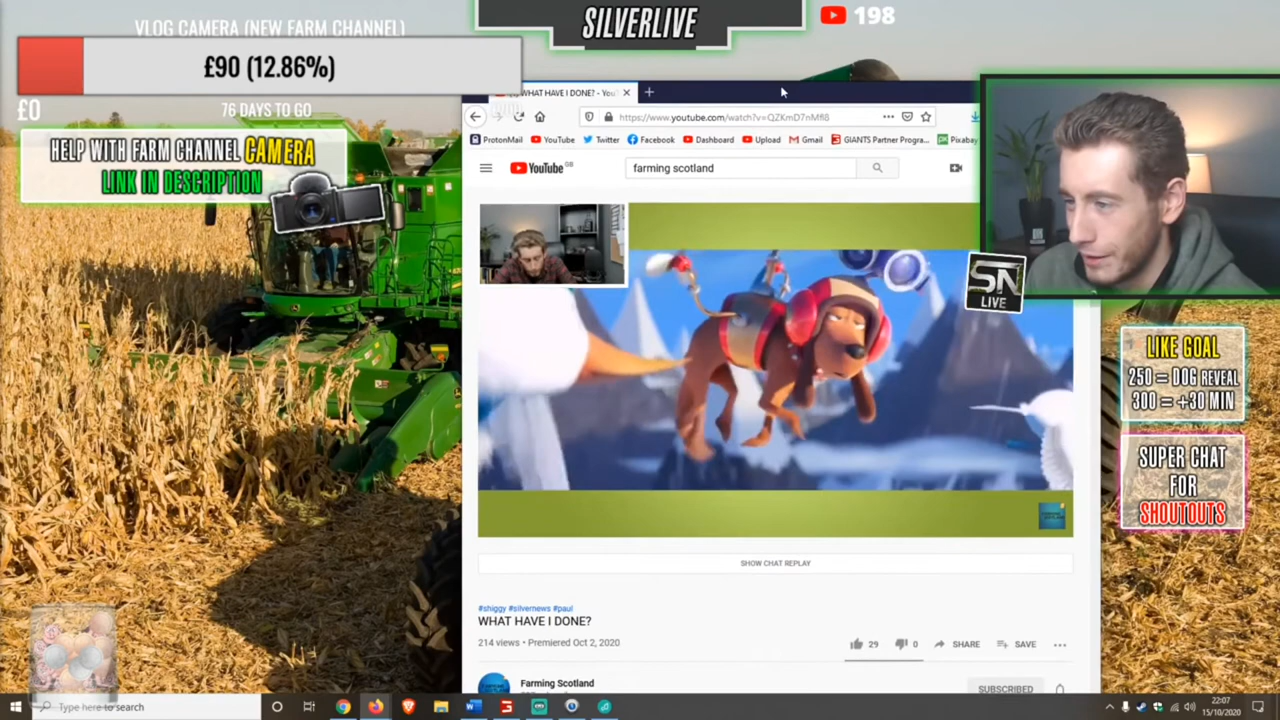 VLOG CAMERA (NEW FARM CHANNEL)
£90 (12.86%)
£0
76 DAYS TO GO
HELP WITH FARM CHANNEL CAMERA
LINK IN DESCRIPTION
SILVERLIVE
198
WHAT HAVE I DONE? - You
https://www.youtube.com/watch?v=QZKmD7nMfl8
ProtonMail
YouTube
Twitter
Facebook
Dashboard
Upload
Gmail
GIANTS Partner Progra...
Pixabay
YouTube GB
farming scotland
SN
LIVE
LIKE GOAL
250 = DOG REVEAL
300 = +30 MIN
SUPER CHAT
FOR
SHOUTOUTS
SHOW CHAT REPLAY
#shiggy #silvernews #paul
WHAT HAVE I DONE?
214 views • Premiered Oct 2, 2020
29
0
SHARE
SAVE
Farming Scotland
SUBSCRIBED
Type here to search
22:07
15/10/2020